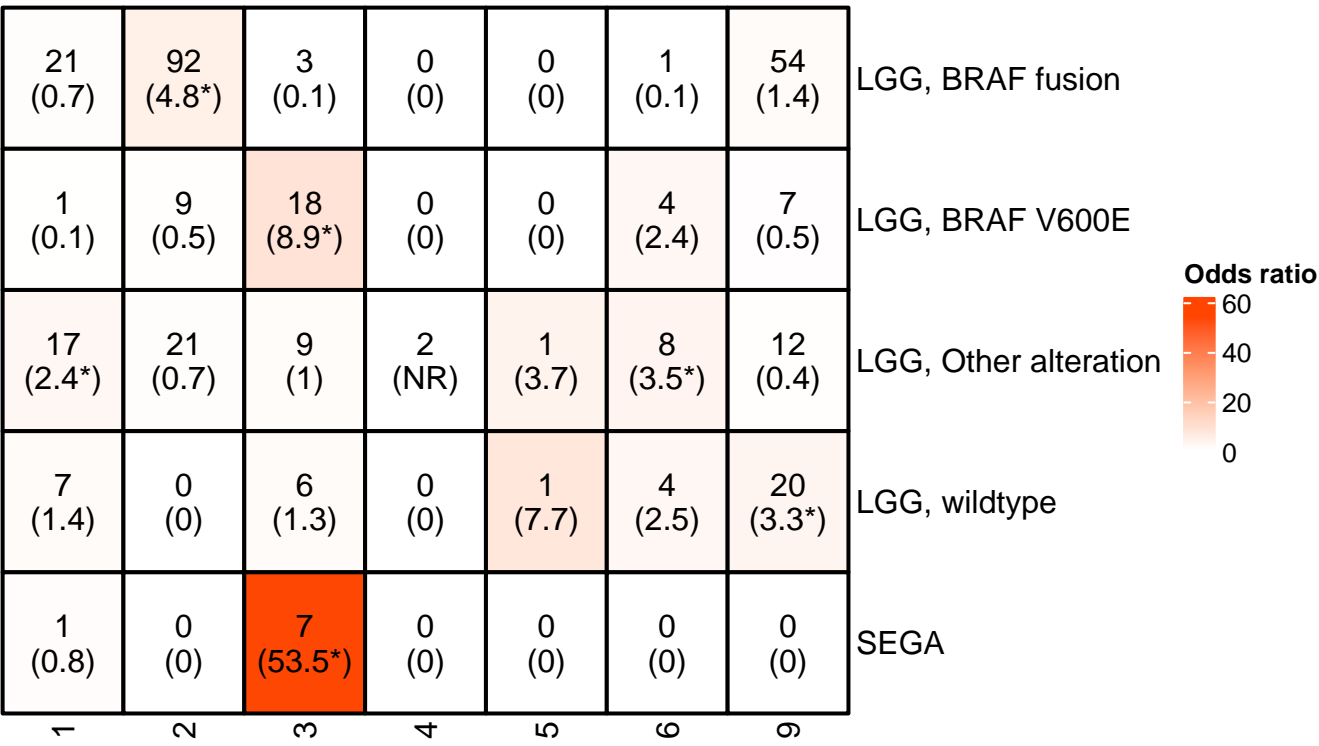 21 92 3 0 0 1 54
(0.7) (4.8*) (0.1) (0) (0) (0.1) (1.4)
LGG, BRAF fusion
1 9 18 0 0 4 7
(0.1) (0.5) (8.9*) (0) (0) (2.4) (0.5)
LGG, BRAF V600E
17 21 9 2 1 8 12
(2.4*) (0.7) (1) (NR) (3.7) (3.5*) (0.4)
LGG, Other alteration
7 0 6 0 1 4 20
(1.4) (0) (1.3) (0) (7.7) (2.5) (3.3*)
LGG, wildtype
1 0 7 0 0 0 0
(0.8) (0) (53.5*) (0) (0) (0) (0)
SEGA
1 2 3 4 5 6 9
Odds ratio
60
40
20
0